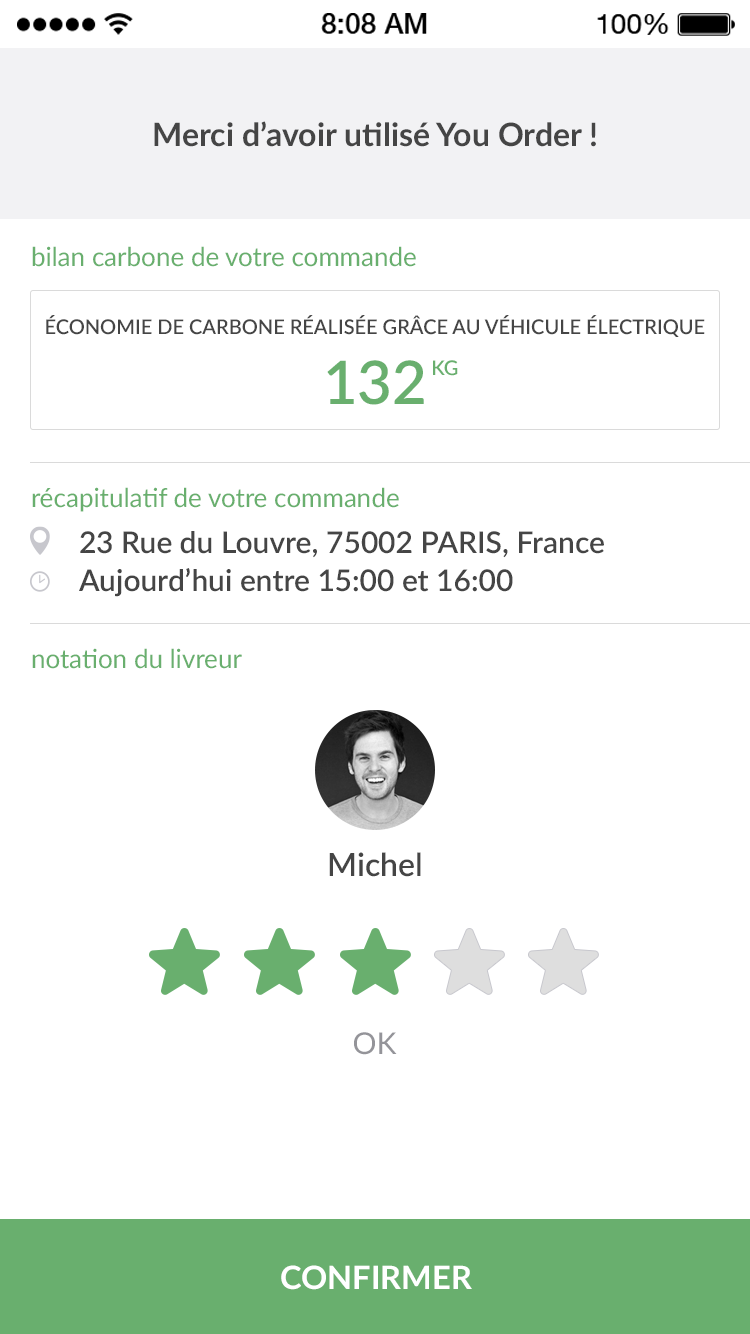 8:08 AM 100%
Merci d’avoir utilisé You Order !
bilan carbone de votre commande
ÉCONOMIE DE CARBONE RÉALISÉE GRÂCE AU VÉHICULE ÉLECTRIQUE
132 KG
récapitulatif de votre commande
23 Rue du Louvre, 75002 PARIS, France
Aujourd’hui entre 15:00 et 16:00
notation du livreur
Michel
OK
CONFIRMER